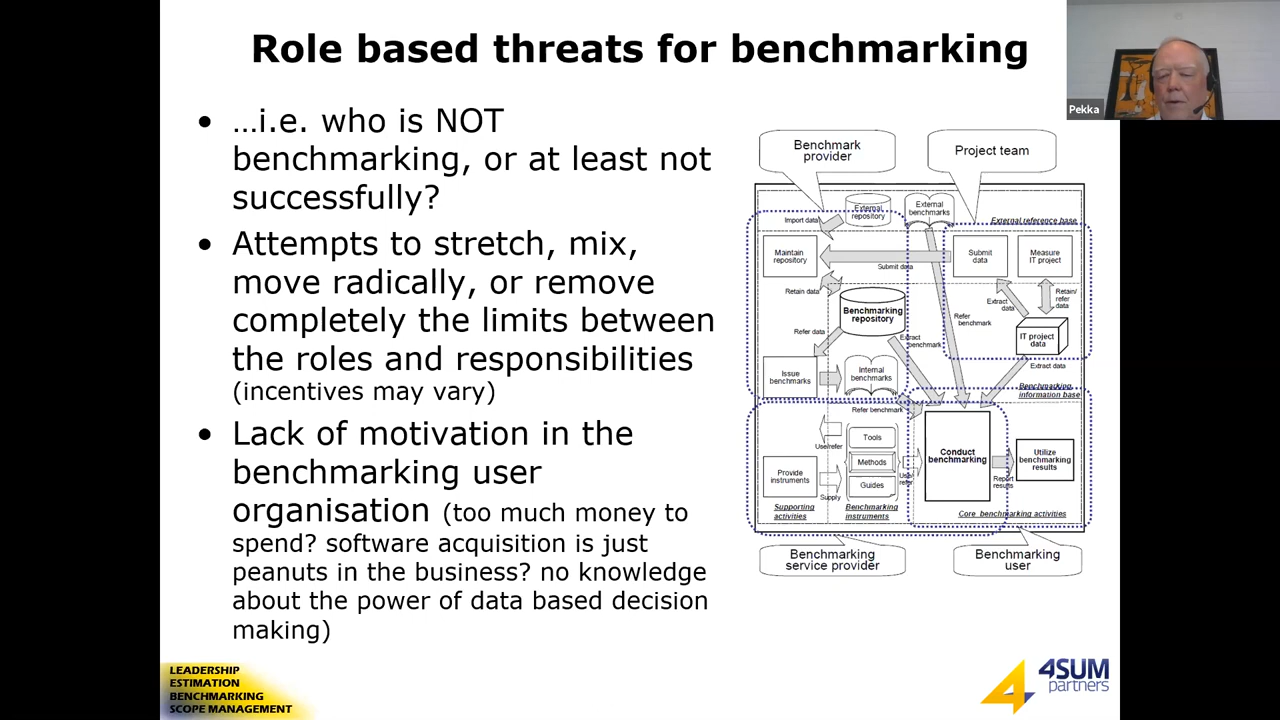 Role based threats for benchmarking
Pekka
• …i.e. who is NOT
benchmarking, or at least not
successfully?
• Attempts to stretch, mix,
move radically, or remove
completely the limits between
the roles and responsibilities
(incentives may vary)
• Lack of motivation in the
benchmarking user
organisation (too much money to
spend? software acquisition is just
peanuts in the business? no knowledge
about the power of data based decision
making)
Benchmark
provider
Project team
External
repository
External
benchmarks
External reference base
Import data
Maintain
repository
Submit data
Submit
data
Measure
IT project
Retain data
Benchmarking
repository
Refer
benchmark
Extract
data
Retain/
refer
data
IT project
data
Refer data
Extract
benchmark
Extract data
Issue
benchmarks
Internal
benchmarks
Benchmarking
information base
Refer benchmark
Use/refer
Tools
Methods
Guides
Provide
instruments
Supply
Use/
refer
Conduct
benchmarking
Report
results
Utilize
benchmarking
results
Supporting
activities
Benchmarking
instruments
Core benchmarking activities
Benchmarking
service provider
Benchmarking
user
LEADERSHIP
ESTIMATION
BENCHMARKING
SCOPE MANAGEMENT
4SUM
partners